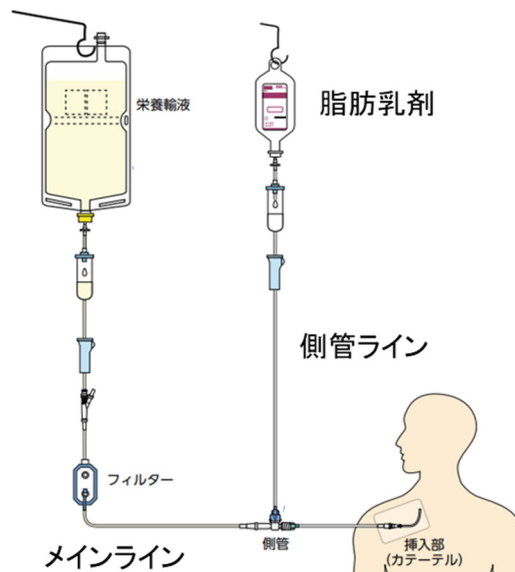 栄養輸液
脂肪乳剤
側管ライン
フィルター
側管
挿入部
(カテーテル)
メインライン